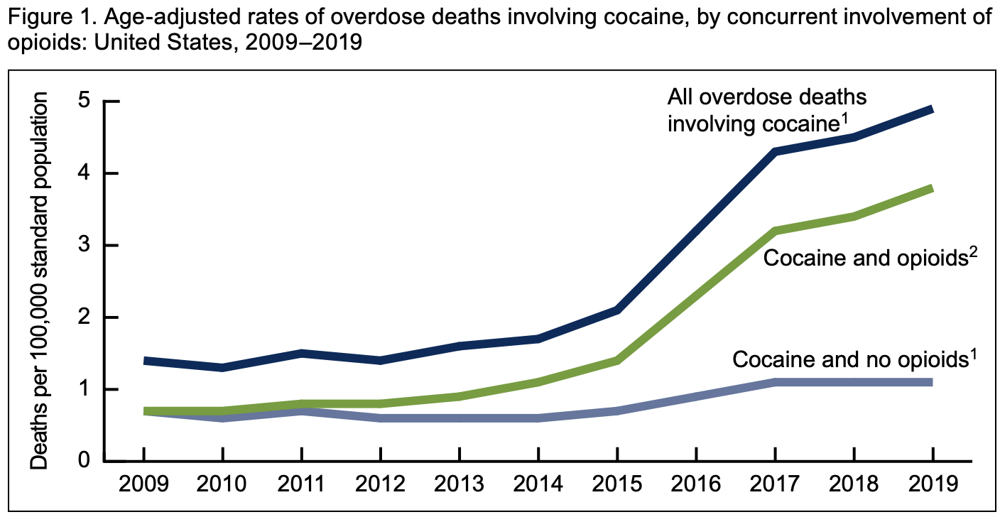 Figure 1. Age-adjusted rates of overdose deaths involving cocaine, by concurrent involvement of
opioids: United States, 2009–2019
Deaths per 100,000 standard population
5
4
3
2
1
0
All overdose deaths
involving cocaine¹
Cocaine and opioids²
Cocaine and no opioids¹
2009 2010 2011 2012 2013 2014 2015 2016 2017 2018 2019